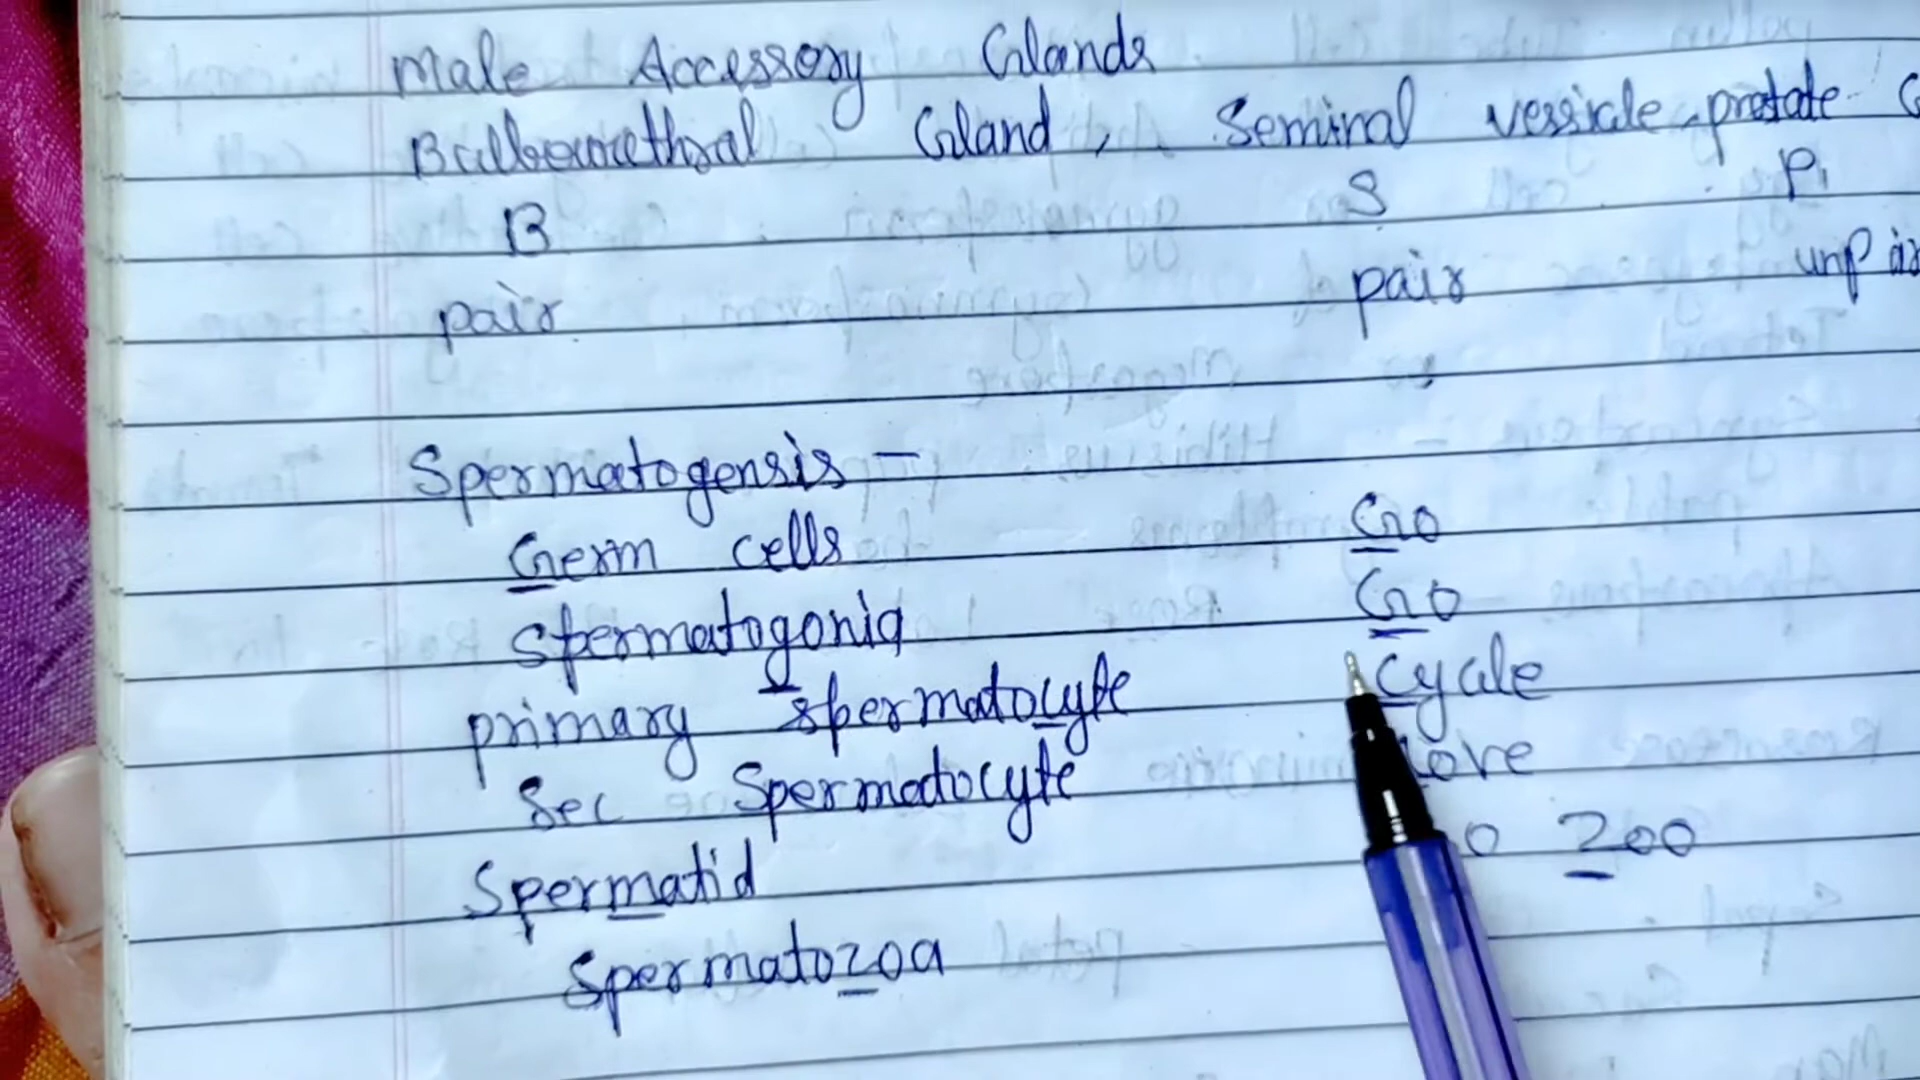 Male Accessory Glands
Bulbourethral Gland, Seminal vessicle, prostate G
B S P
pair pair unpair
Spermatogensis -
Germ cells Go
Spermatogonia Go
primary spermatocyte Cycle
Sec Spermatocyte
Spermatid Zoo
Spermatozoa